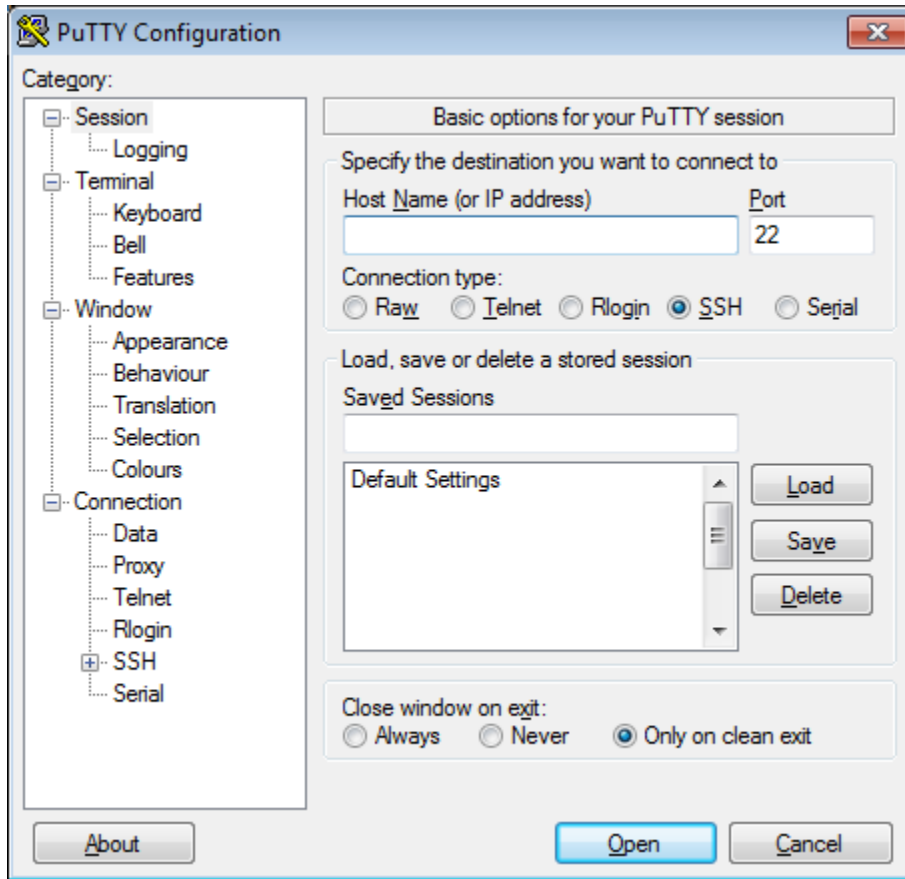 PuTTY Configuration
Category:
Session
Logging
Terminal
Keyboard
Bell
Features
Window
Appearance
Behaviour
Translation
Selection
Colours
Connection
Data
Proxy
Telnet
Rlogin
SSH
Serial
Basic options for your PuTTY session
Specify the destination you want to connect to
Host Name (or IP address) Port
22
Connection type:
Raw Telnet Rlogin SSH Serial
Load, save or delete a stored session
Saved Sessions
Default Settings
Load
Save
Delete
Close window on exit:
Always Never Only on clean exit
About Open Cancel